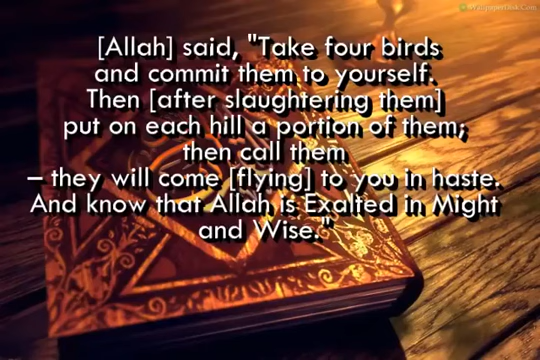 [Allah] said, "Take four birds
and commit them to yourself.
Then [after slaughtering them]
put on each hill a portion of them;
then call them
– they will come [flying] to you in haste.
And know that Allah is Exalted in Might
and Wise."